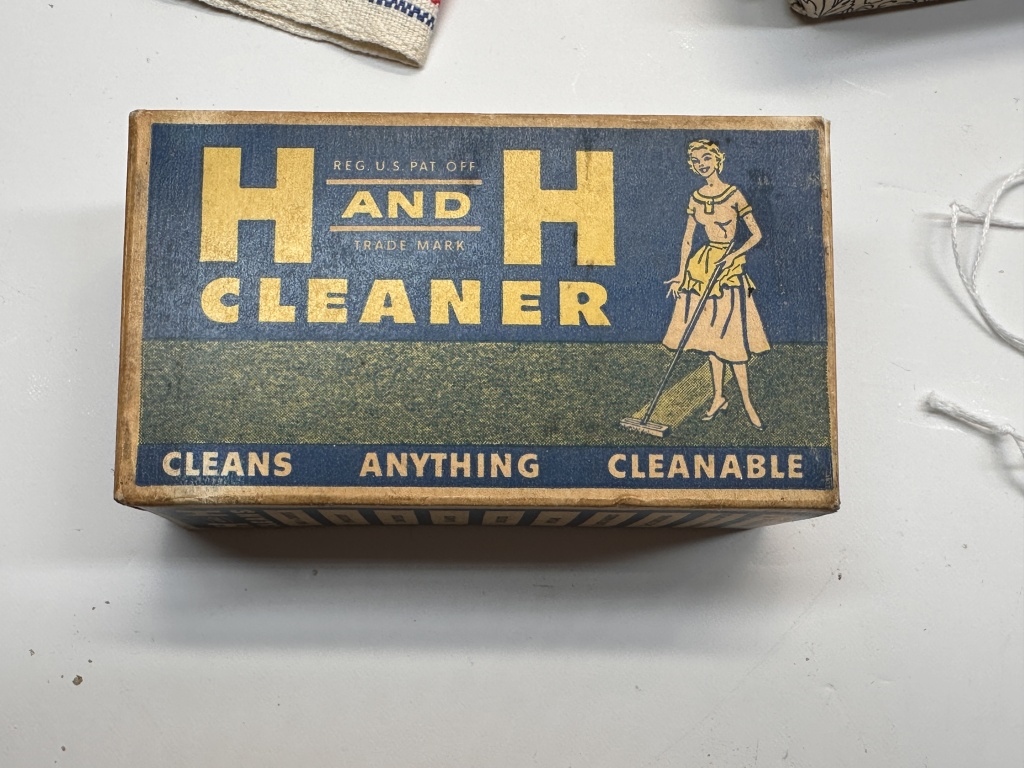 REG. U.S. PAT. OFF.
H AND H
TRADE MARK
CLEANER
CLEANS ANYTHING CLEANABLE